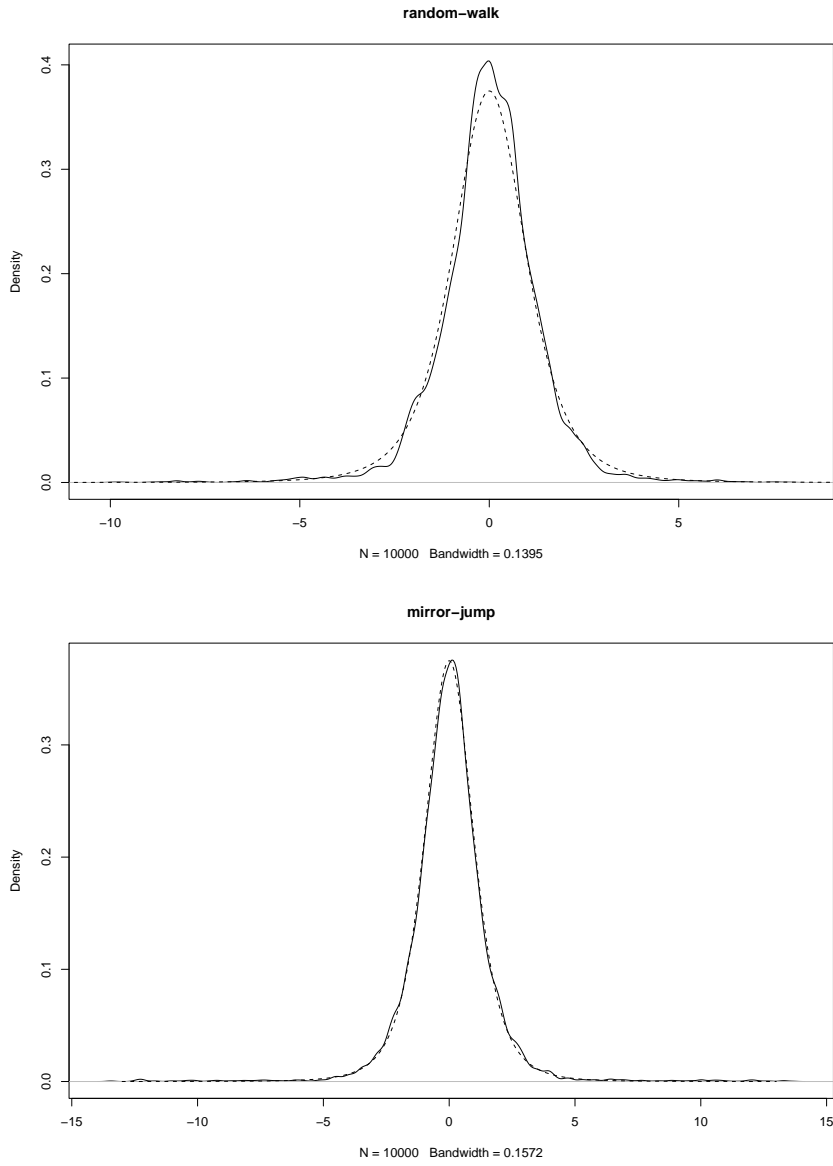 random−walk
0.4
0.3
0.2
0.1
0.0
Density
−10 −5 0 5
N = 10000 Bandwidth = 0.1395
mirror−jump
0.3
0.2
0.1
0.0
Density
−15 −10 −5 0 5 10 15
N = 10000 Bandwidth = 0.1572